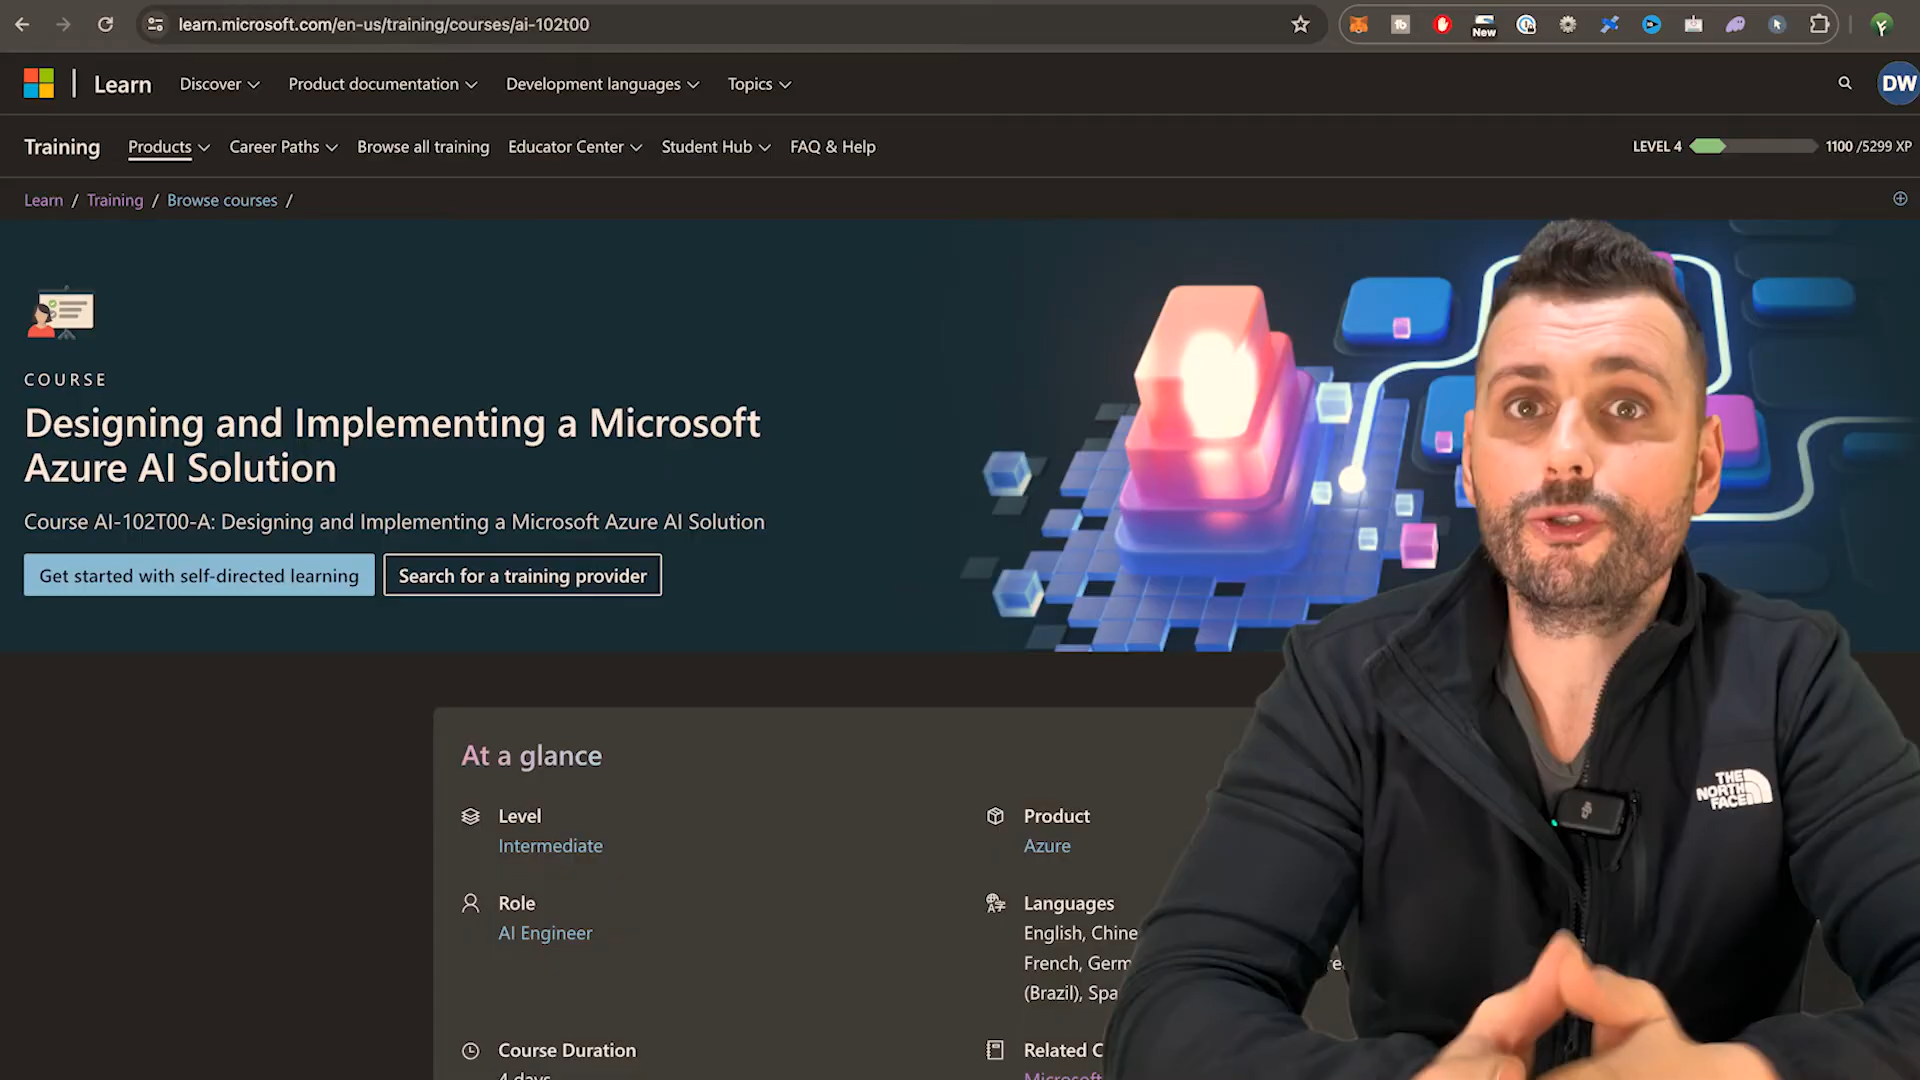 learn.microsoft.com/en-us/training/courses/ai-102t00
New
Learn
Discover
Product documentation
Development languages
Topics
DW
Training
Products
Career Paths
Browse all training
Educator Center
Student Hub
FAQ & Help
LEVEL 4
1100 /5299 XP
Learn / Training / Browse courses /
COURSE
Designing and Implementing a Microsoft
Azure AI Solution
Course AI-102T00-A: Designing and Implementing a Microsoft Azure AI Solution
Get started with self-directed learning
Search for a training provider
At a glance
Level
Intermediate
Product
Azure
Role
AI Engineer
Languages
English, Chine
French, Germ
(Brazil), Spa
Course Duration
4 days
Related C
Microsoft
THE
NORTH
FACE